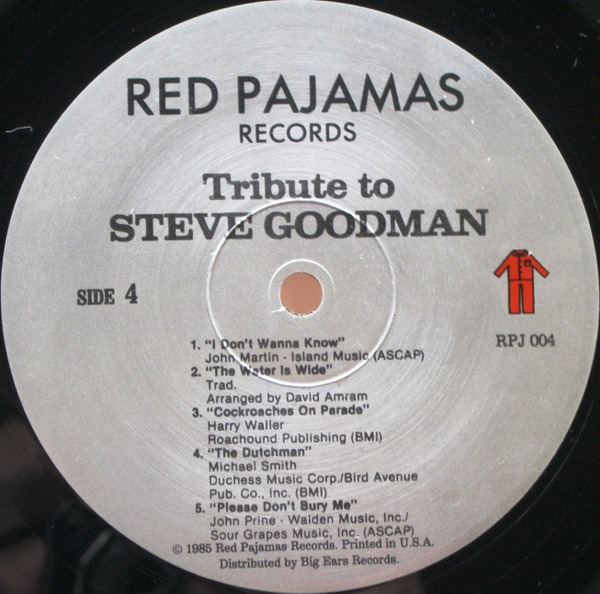 RED PAJAMAS
RECORDS
Tribute to
STEVE GOODMAN
SIDE 4
RPJ 004
1. "I Don't Wanna Know"
John Martin - Island Music (ASCAP)
2. "The Water Is Wide"
Trad.
Arranged by David Amram
3. "Cockroaches On Parade"
Harry Waller
Roachound Publishing (BMI)
4. "The Dutchman"
Michael Smith
Duchess Music Corp./Bird Avenue
Pub. Co., Inc. (BMI)
5. "Please Don't Bury Me"
John Prine - Walden Music, Inc./
Sour Grapes Music, Inc. (ASCAP)
© 1985 Red Pajamas Records. Printed in U.S.A.
Distributed by Big Ears Records.